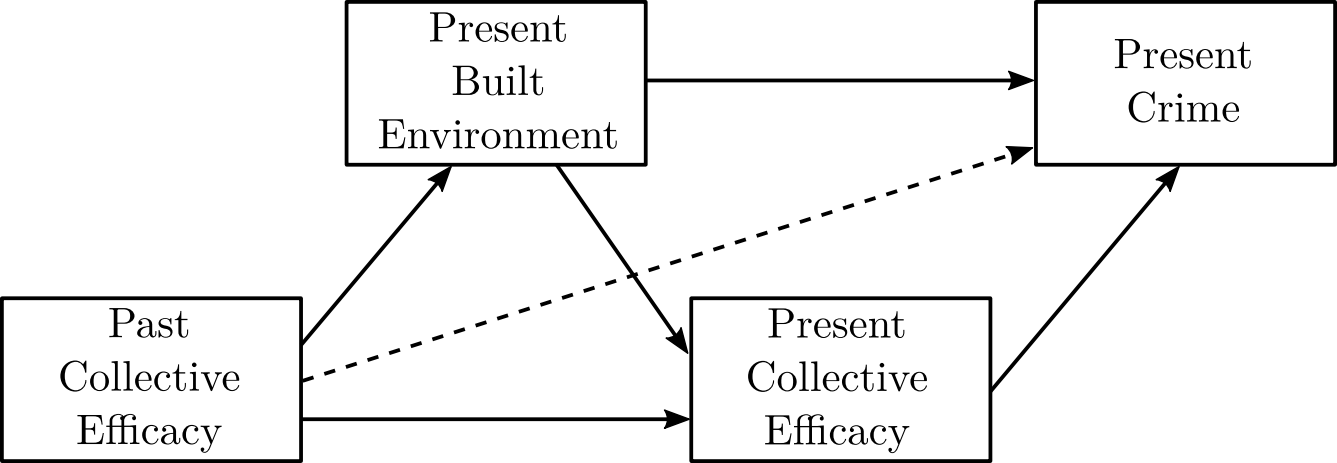 Present
Built
Environment
Present
Crime
Past
Collective
Efficacy
Present
Collective
Efficacy